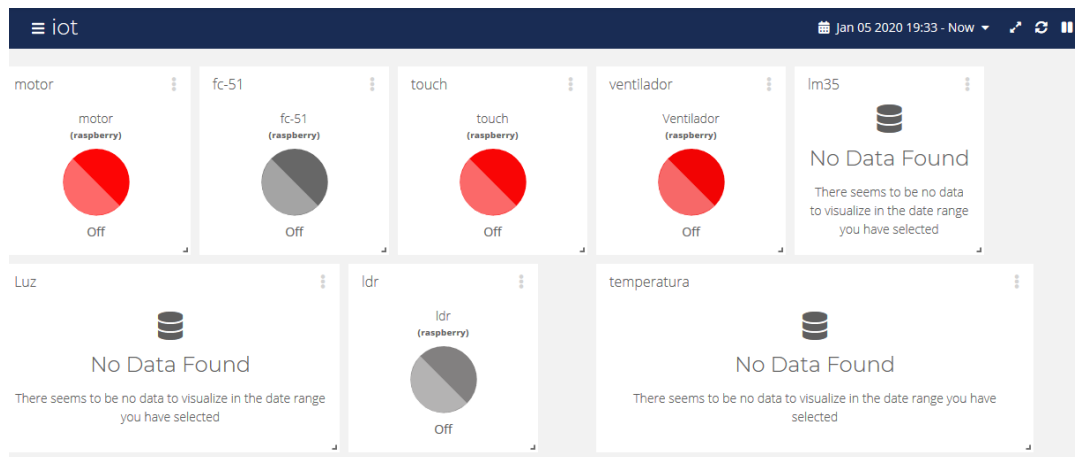 iot
Jan 05 2020 19:33 - Now
motor
motor
(raspberry)
Off
fc-51
fc-51
(raspberry)
Off
touch
touch
(raspberry)
Off
ventilador
Ventilador
(raspberry)
Off
lm35
No Data Found
There seems to be no data
to visualize in the date range
you have selected
Luz
No Data Found
There seems to be no data to visualize in the date range
you have selected
ldr
ldr
(raspberry)
Off
temperatura
No Data Found
There seems to be no data to visualize in the date range you have
selected